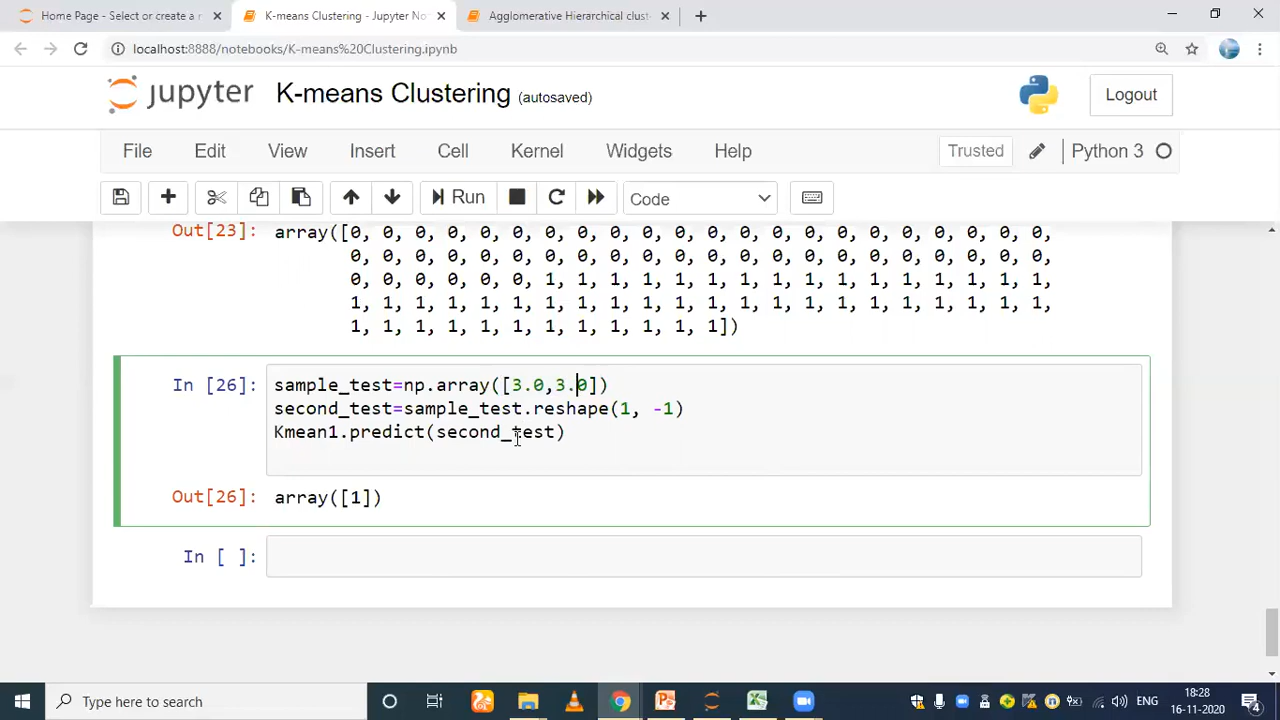 Home Page - Select or create a n
K-means Clustering - Jupyter No
Agglomerative Hierarchical clust
localhost:8888/notebooks/K-means%20Clustering.ipynb
jupyter K-means Clustering (autosaved)
Logout
File Edit View Insert Cell Kernel Widgets Help Trusted Python 3
Run Code
Out[23]: array([0, 0, 0, 0, 0, 0, 0, 0, 0, 0, 0, 0, 0, 0, 0, 0, 0, 0, 0, 0, 0, 0,
0, 0, 0, 0, 0, 0, 0, 0, 0, 0, 0, 0, 0, 0, 0, 0, 0, 0, 0, 0, 0, 0,
0, 0, 0, 0, 0, 0, 1, 1, 1, 1, 1, 1, 1, 1, 1, 1, 1, 1, 1, 1, 1, 1,
1, 1, 1, 1, 1, 1, 1, 1, 1, 1, 1, 1, 1, 1, 1, 1, 1, 1, 1, 1, 1, 1,
1, 1, 1, 1, 1, 1, 1, 1, 1, 1, 1, 1])
In [26]: sample_test=np.array([3.0,3.0])
second_test=sample_test.reshape(1, -1)
Kmean1.predict(second_test)
Out[26]: array([1])
In [ ]:
Type here to search
ENG
18:28
16-11-2020